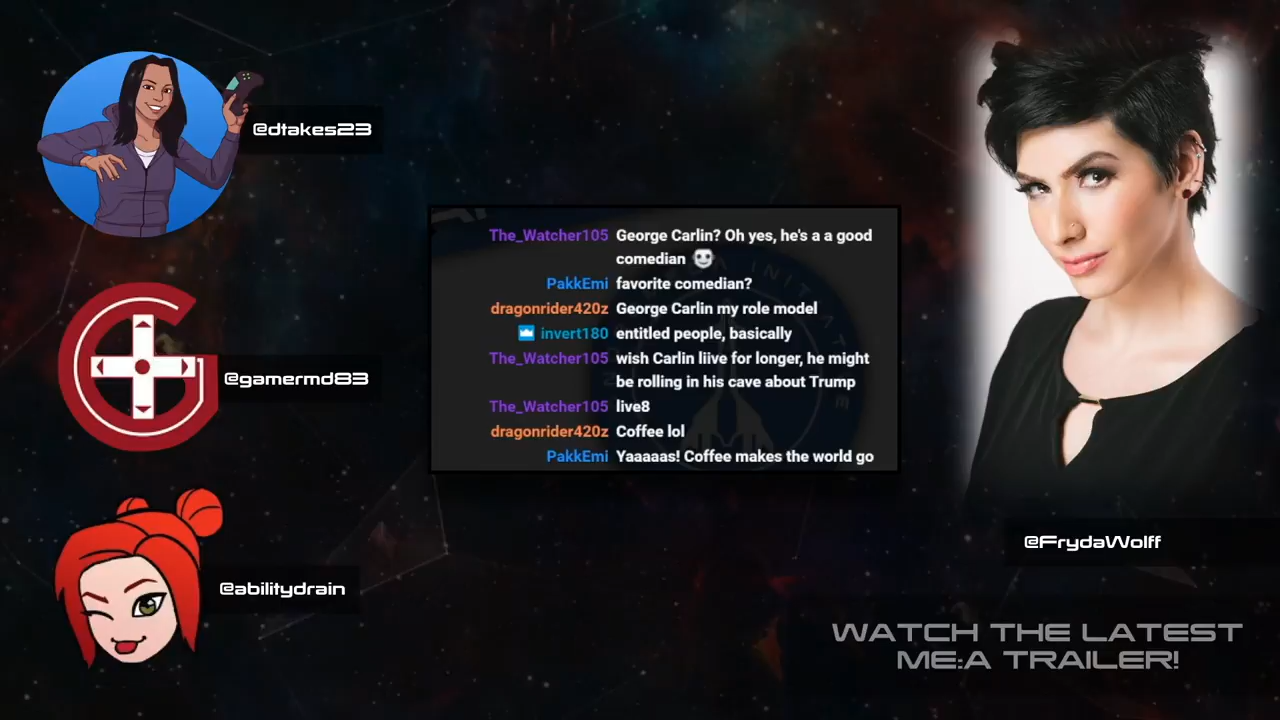 @dtakes23
@gamermd83
@abilitydrain
The_Watcher105 George Carlin? Oh yes, he's a a good
comedian
PakkEmi favorite comedian?
dragonrider420z George Carlin my role model
invert180 entitled people, basically
The_Watcher105 wish Carlin liive for longer, he might
be rolling in his cave about Trump
The_Watcher105 live8
dragonrider420z Coffee lol
PakkEmi Yaaaaas! Coffee makes the world go
@FrydaWolff
WATCH THE LATEST
ME:A TRAILER!